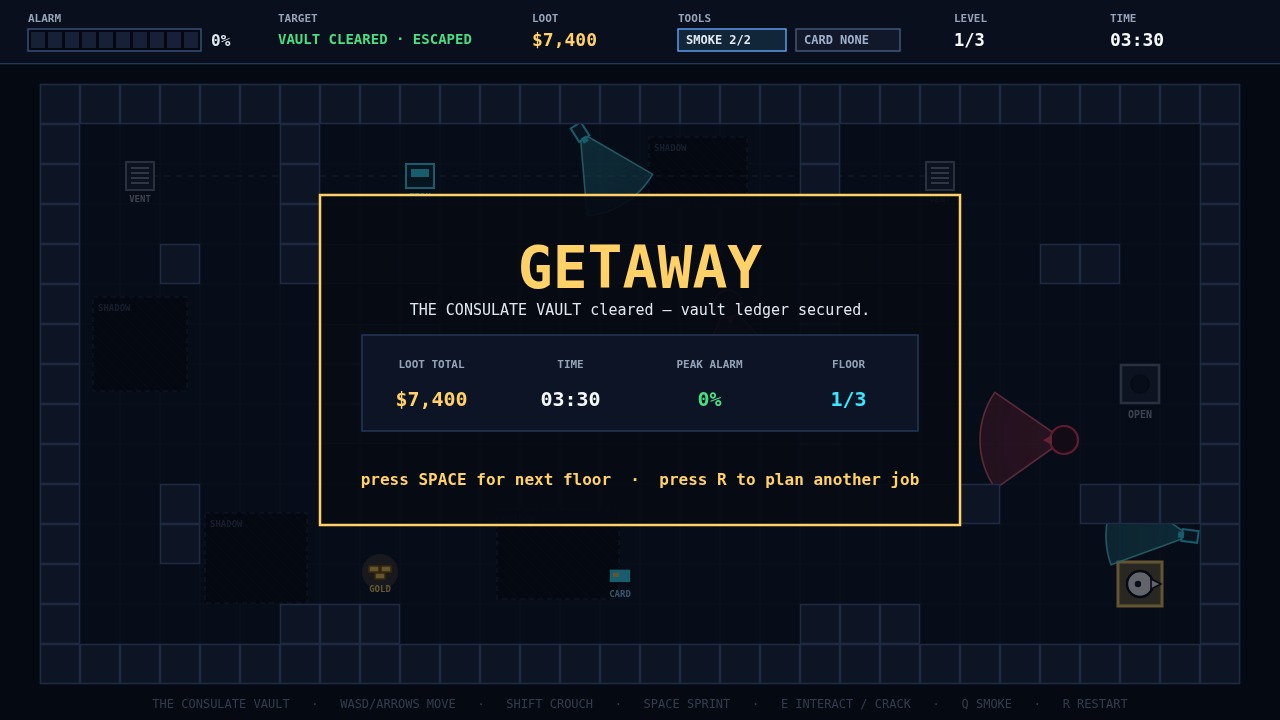 ALARM TARGET LOOT TOOLS LEVEL TIME
0% VAULT CLEARED · ESCAPED $7,400 SMOKE 2/2 CARD NONE 1/3 03:30
SHADOW
VENT
GETAWAY
THE CONSULATE VAULT cleared — vault ledger secured.
SHADOW
LOOT TOTAL TIME PEAK ALARM FLOOR
$7,400 03:30 0% 1/3
OPEN
press SPACE for next floor · press R to plan another job
SHADOW
GOLD
CARD
THE CONSULATE VAULT · WASD/ARROWS MOVE · SHIFT CROUCH · SPACE SPRINT · E INTERACT / CRACK · Q SMOKE · R RESTART